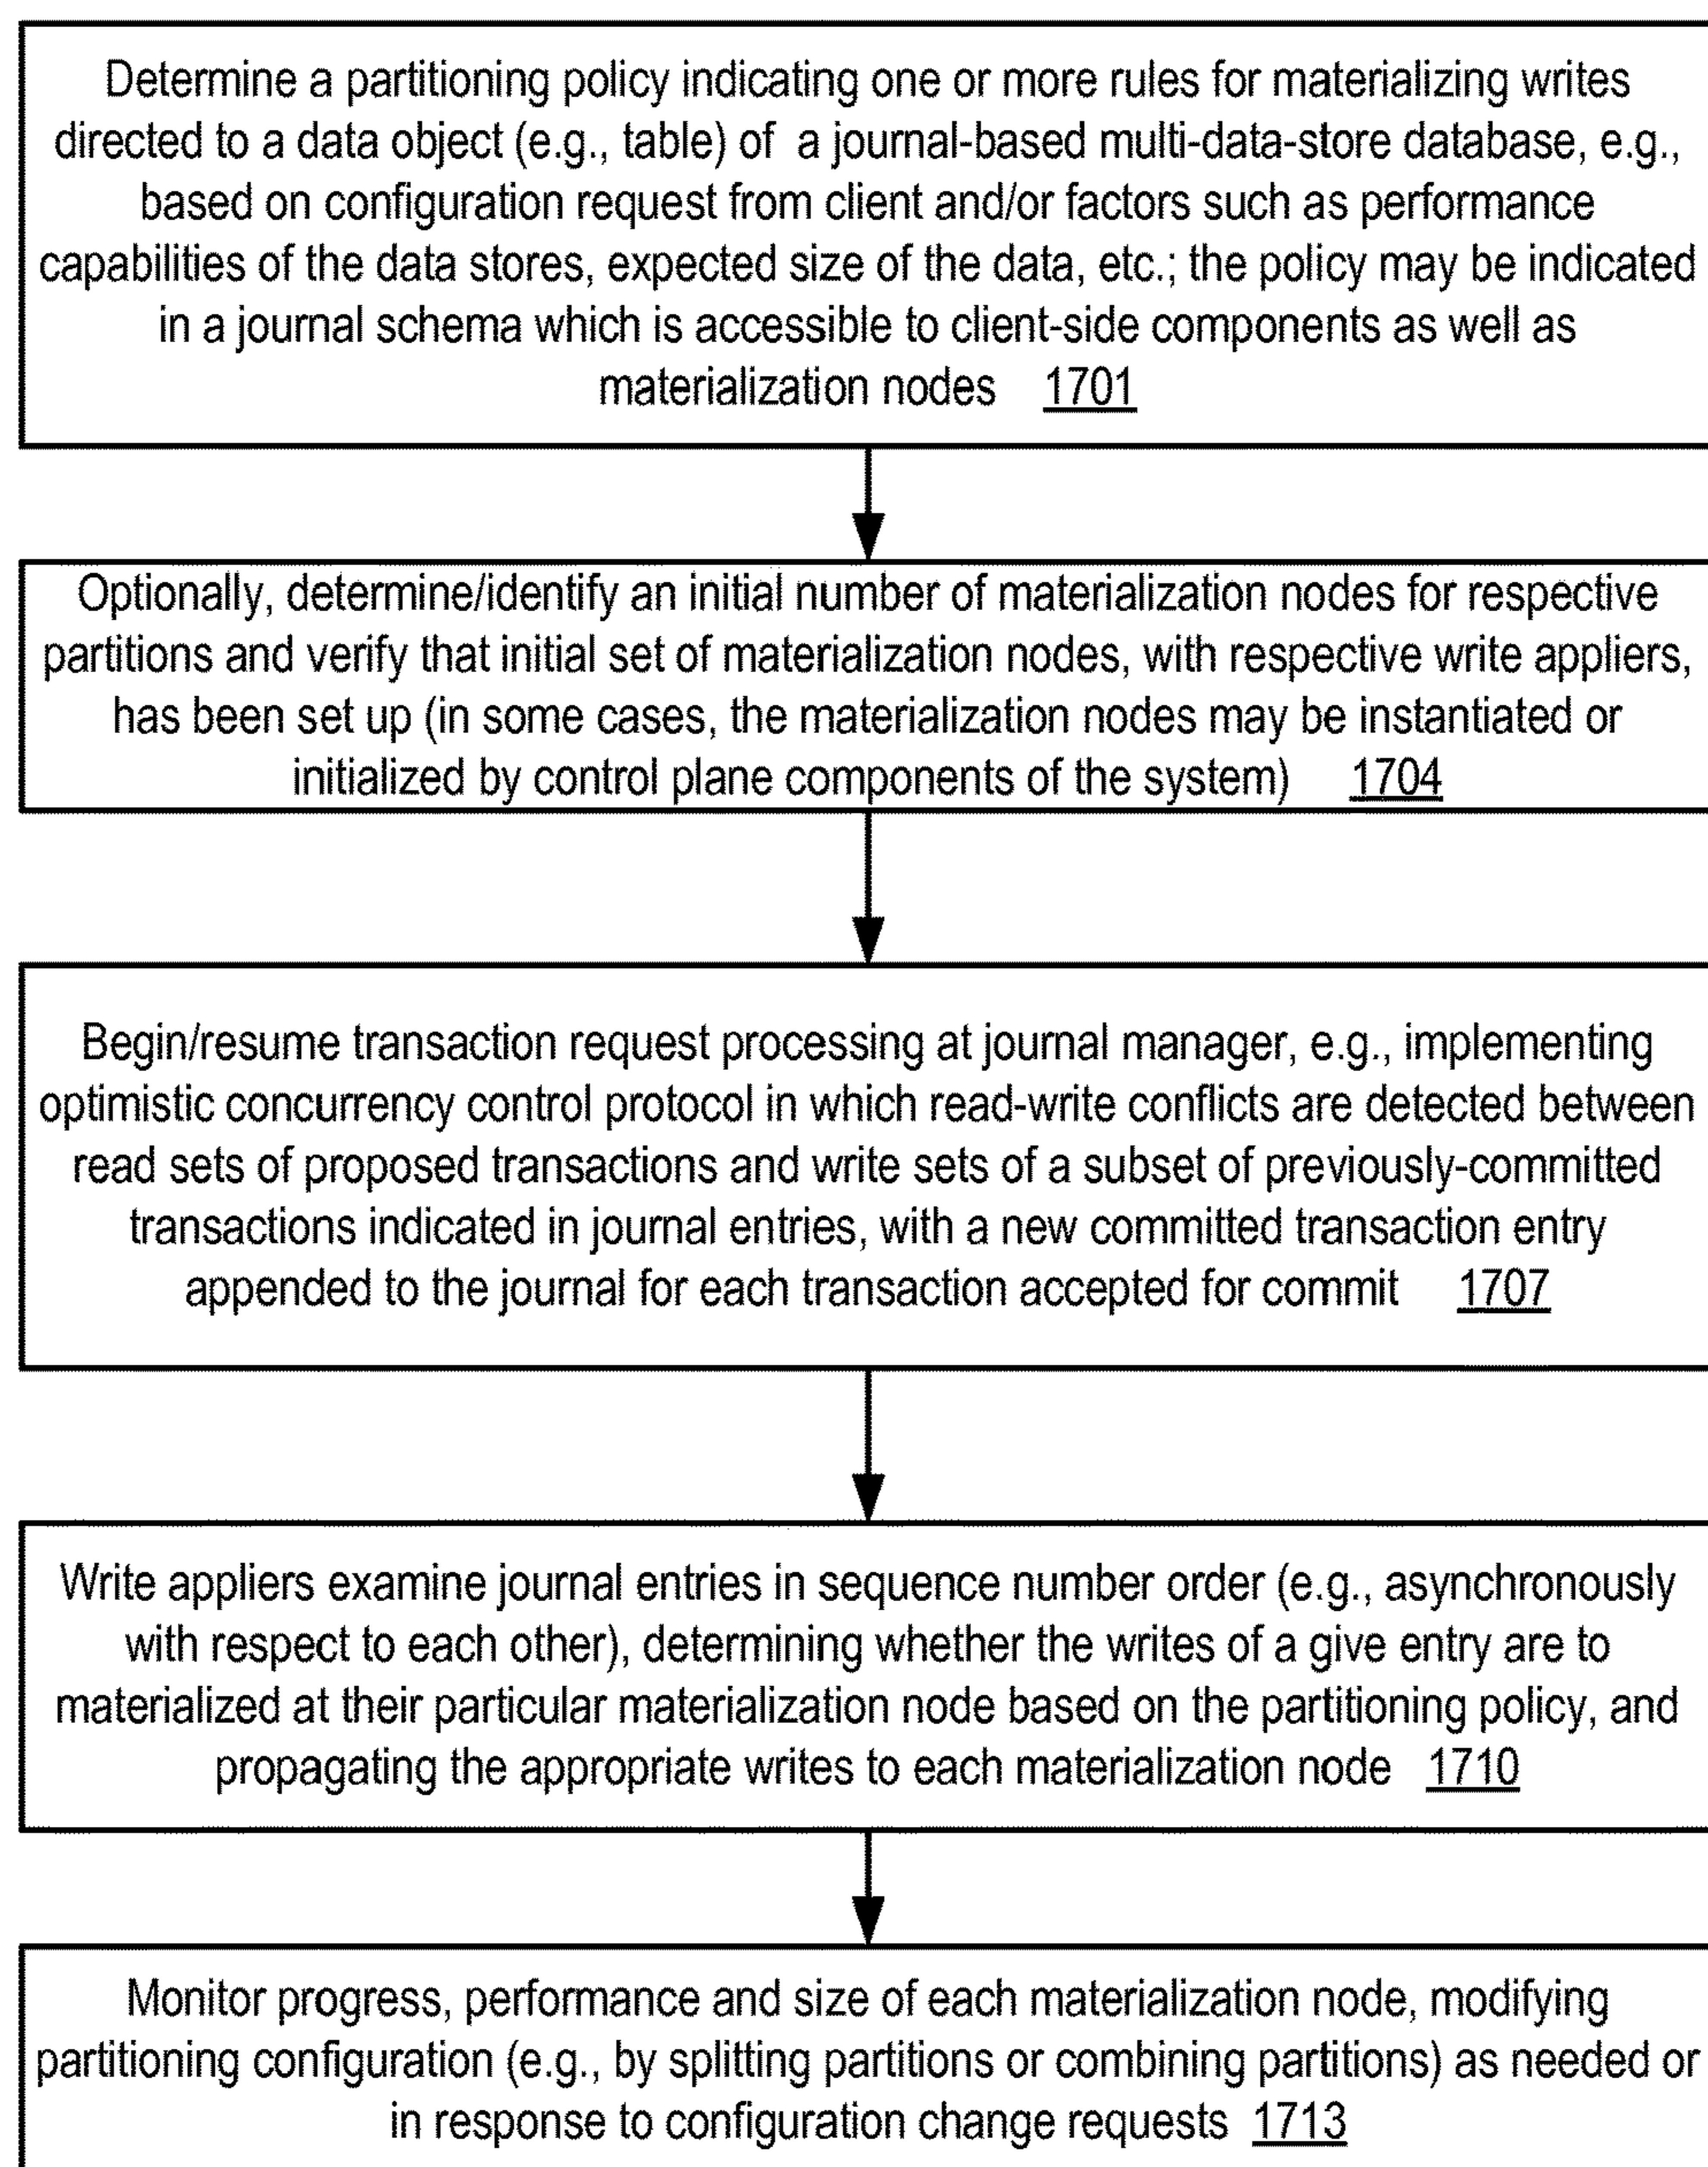 Determine a partitioning policy indicating one or more rules for materializing writes
directed to a data object (e.g., table) of a journal-based multi-data-store database, e.g.,
based on configuration request from client and/or factors such as performance
capabilities of the data stores, expected size of the data, etc.; the policy may be indicated
in a journal schema which is accessible to client-side components as well as
materialization nodes 1701
Optionally, determine/identify an initial number of materialization nodes for respective
partitions and verify that initial set of materialization nodes, with respective write appliers,
has been set up (in some cases, the materialization nodes may be instantiated or
initialized by control plane components of the system) 1704
Begin/resume transaction request processing at journal manager, e.g., implementing
optimistic concurrency control protocol in which read-write conflicts are detected between
read sets of proposed transactions and write sets of a subset of previously-committed
transactions indicated in journal entries, with a new committed transaction entry
appended to the journal for each transaction accepted for commit 1707
Write appliers examine journal entries in sequence number order (e.g., asynchronously
with respect to each other), determining whether the writes of a give entry are to
materialized at their particular materialization node based on the partitioning policy, and
propagating the appropriate writes to each materialization node 1710
Monitor progress, performance and size of each materialization node, modifying
partitioning configuration (e.g., by splitting partitions or combining partitions) as needed or
in response to configuration change requests 1713